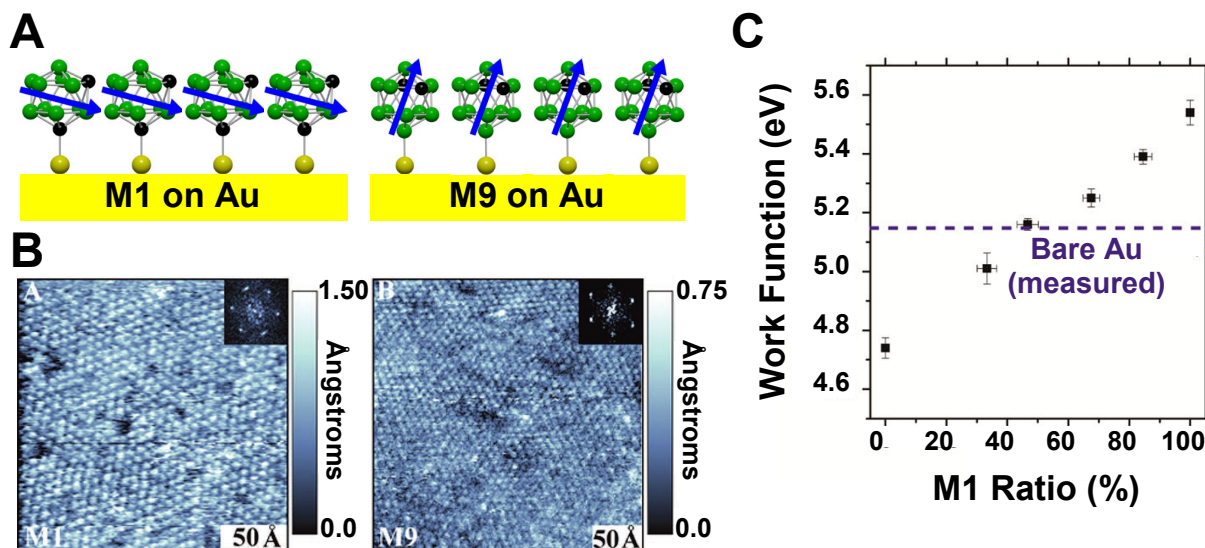 A
M1 on Au
M9 on Au
B
A
1.50
Ångstroms
0.0
M1
50 Å
B
0.75
Ångstroms
0.0
M9
50 Å
C
Work Function (eV)
5.6
5.4
5.2
5.0
4.8
4.6
Bare Au
(measured)
0 20 40 60 80 100
M1 Ratio (%)